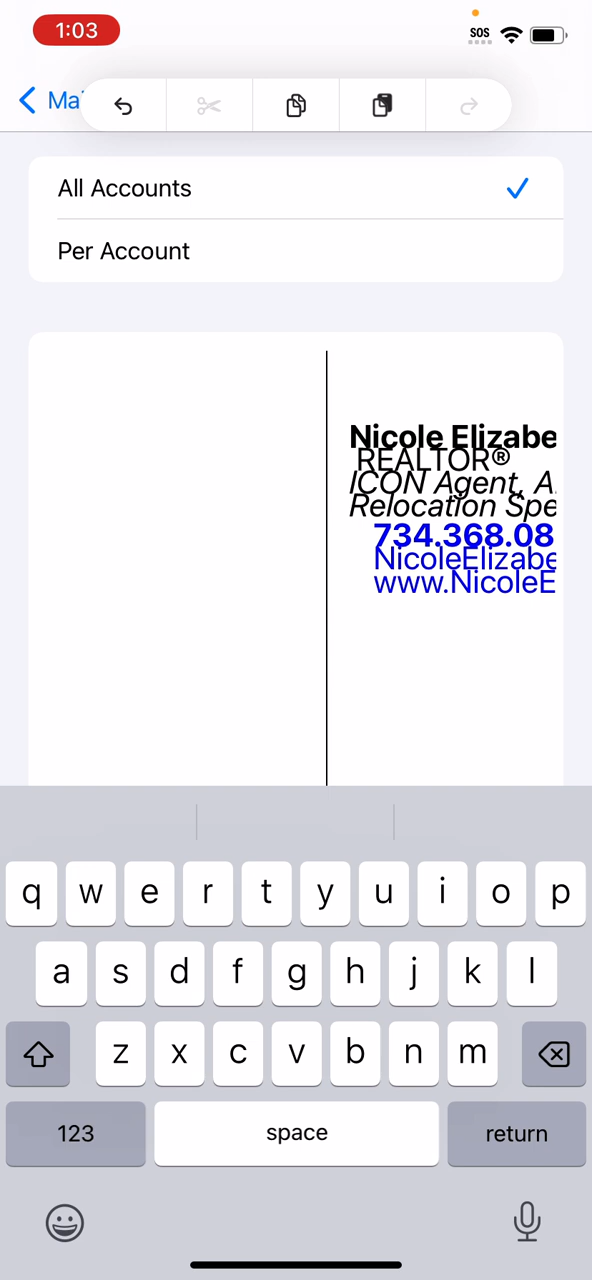 1:03
SOS
Mai
All Accounts
Per Account
Nicole Elizabe
REALTOR®
ICON Agent, A
Relocation Spe
734.368.08
NicoleElizabe
www.NicoleE
q w e r t y u i o p
a s d f g h j k l
z x c v b n m
123 space return